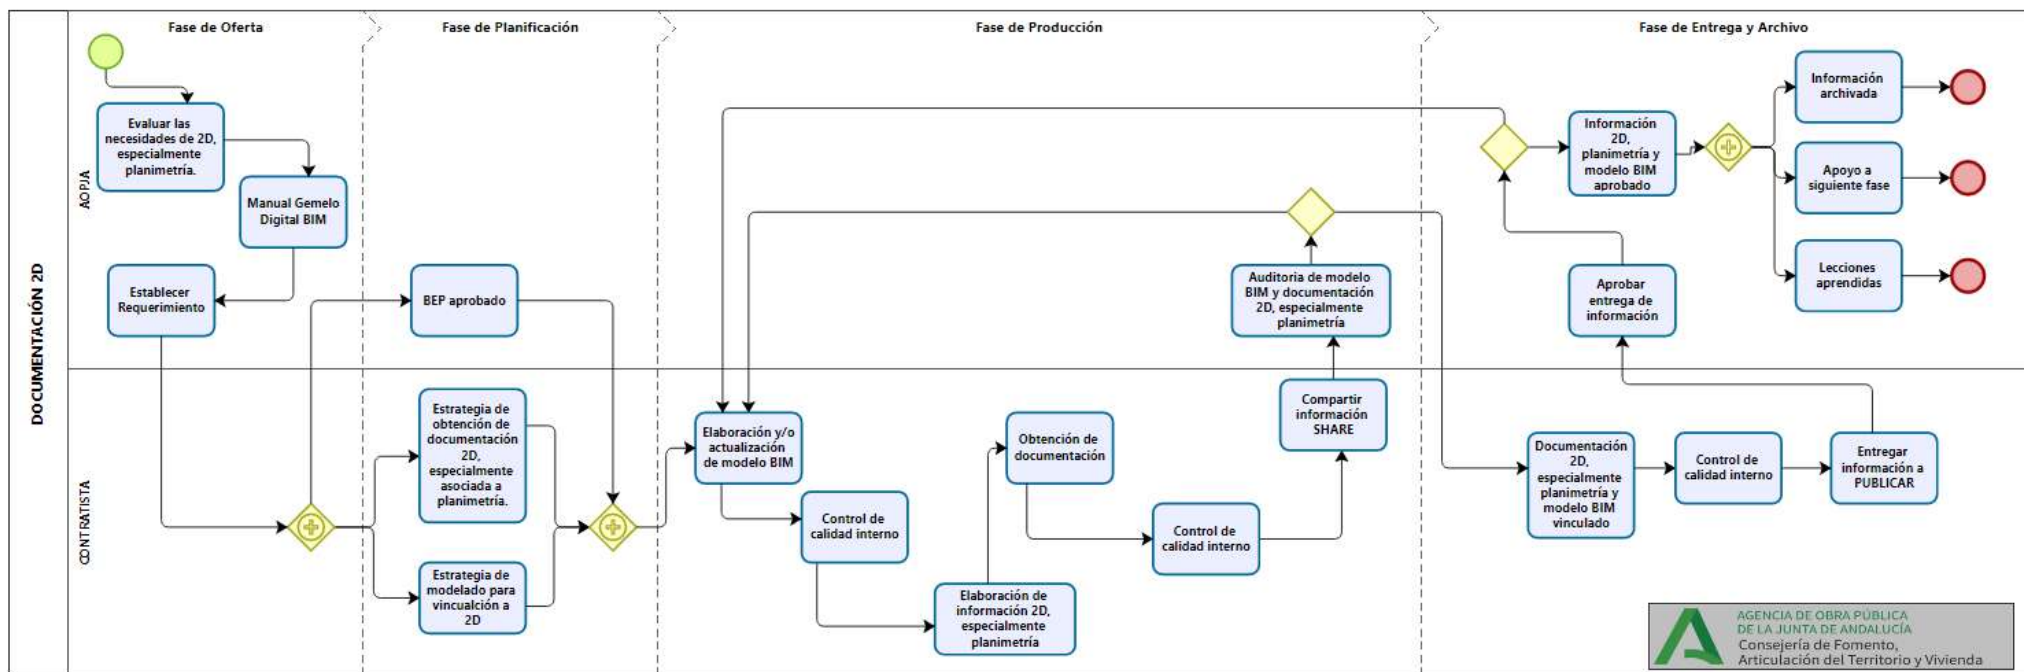 DOCUMENTACIÓN 2D
AOPJA
CONTRATISTA
Fase de Oferta
Fase de Planificación
Fase de Producción
Fase de Entrega y Archivo
Evaluar las
necesidades de 2D,
especialmente
planimetría.
Manual Gemelo
Digital BIM
Establecer
Requerimiento
BEP aprobado
Estrategia de
obtención de
documentación
2D,
especialmente
asociada a
planimetría.
Estrategia de
modelado para
vincualción a
2D
Elaboración y/o
actualización
de modelo BIM
Control de
calidad interno
Elaboración de
información 2D,
especialmente
planimetría
Obtención de
documentación
Control de
calidad interno
Compartir
información
SHARE
Auditoria de modelo
BIM y documentación
2D, especialmente
planimetría
Documentación
2D,
especialmente
planimetría y
modelo BIM
vinculado
Control de
calidad interno
Entregar
información a
PUBLICAR
Aprobar
entrega de
información
Información
2D,
planimetría y
modelo BIM
aprobado
Información
archivada
Apoyo a
siguiente fase
Lecciones
aprendidas
AGENCIA DE OBRA PÚBLICA
DE LA JUNTA DE ANDALUCÍA
Consejería de Fomento,
Articulación del Territorio y Vivienda